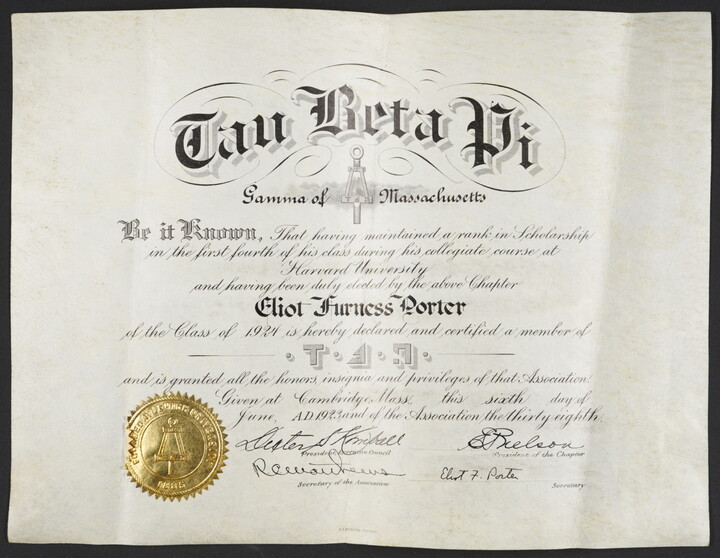 Tau Beta Pi
Gamma of Massachusetts
Be it Known, That having maintained a rank in Scholarship
in the first fourth of his class during his collegiate course at
Harvard University
and having been duly elected by the above Chapter
Eliot Furness Porter
of the Class of 1924 is hereby declared and certified a member of
and is granted all the honors, insignia and privileges of that Association.
Given at Cambridge, Mass. this sixth day of
June, A.D. 1923 and of the Association the thirty eighth
Dexter S. Kimball
President Executive Council
President of the Chapter
R. C. Matthews
Eliot F. Porter
Secretary of the Association
Secretary